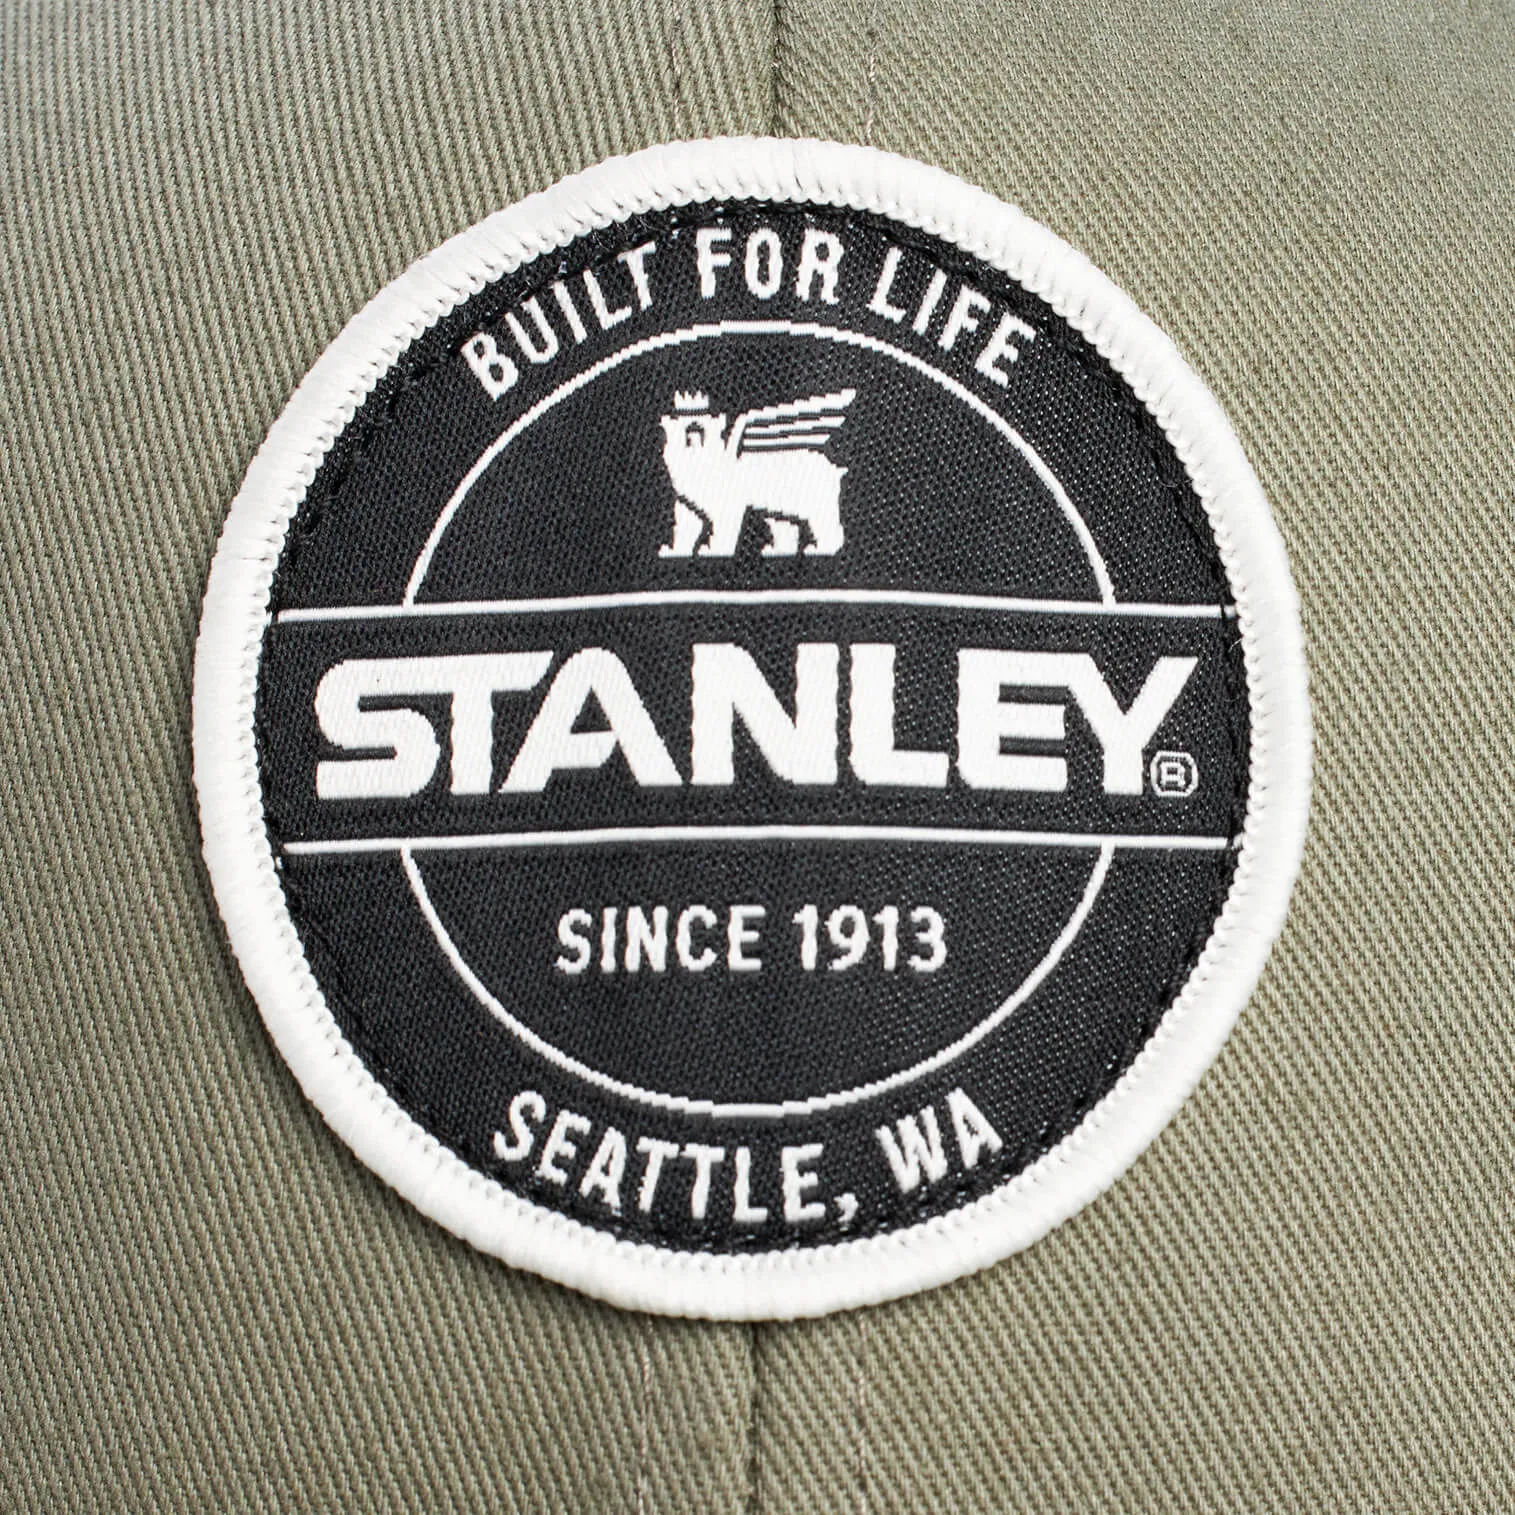 BUILT FOR LIFE
STANLEY®
SINCE 1913
SEATTLE, WA